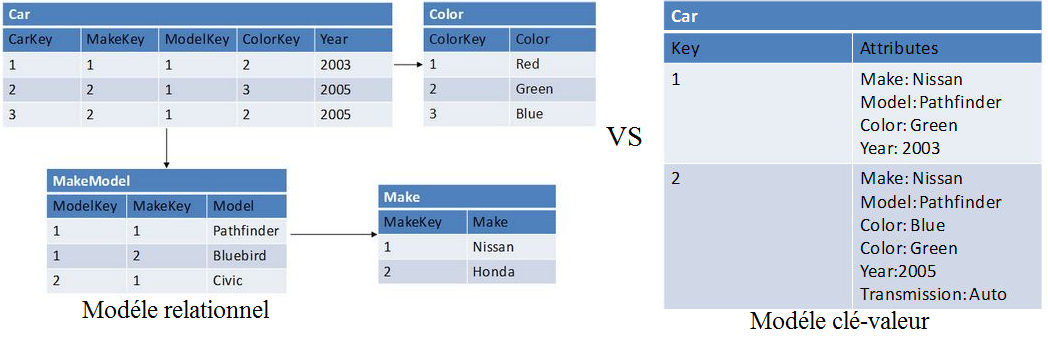 Car
CarKey MakeKey ModelKey ColorKey Year
1 1 1 2 2003
2 2 1 3 2005
3 2 1 2 2005
Color
ColorKey Color
1 Red
2 Green
3 Blue
MakeModel
ModelKey MakeKey Model
1 1 Pathfinder
1 2 Bluebird
2 1 Civic
Make
MakeKey Make
1 Nissan
2 Honda
Modéle relationnel
VS
Car
Key Attributes
1 Make: Nissan
Model: Pathfinder
Color: Green
Year: 2003
2 Make: Nissan
Model: Pathfinder
Color: Blue
Color: Green
Year:2005
Transmission: Auto
Modéle clé-valeur